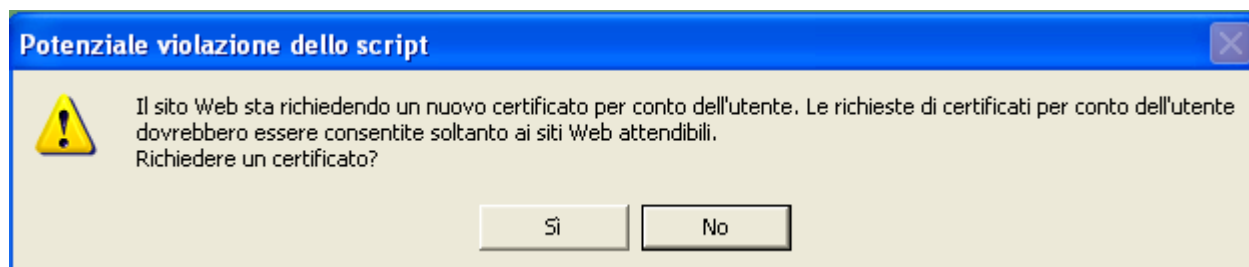 Potenziale violazione dello script
Il sito Web sta richiedendo un nuovo certificato per conto dell'utente. Le richieste di certificati per conto dell'utente
dovrebbero essere consentite soltanto ai siti Web attendibili.
Richiedere un certificato?
Sì
No